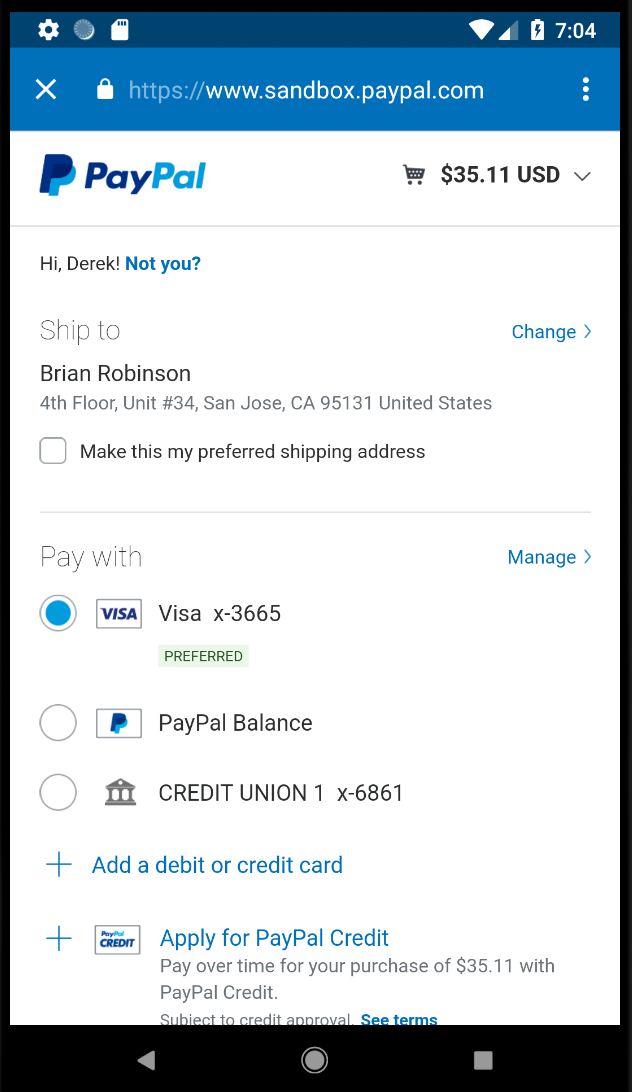 7:04
https://www.sandbox.paypal.com
PayPal $35.11 USD
Hi, Derek! Not you?
Ship to Change
Brian Robinson
4th Floor, Unit #34, San Jose, CA 95131 United States
Make this my preferred shipping address
Pay with Manage
VISA Visa x-3665
PREFERRED
PayPal Balance
CREDIT UNION 1 x-6861
Add a debit or credit card
PayPal CREDIT Apply for PayPal Credit
Pay over time for your purchase of $35.11 with
PayPal Credit.
Subject to credit approval. See terms